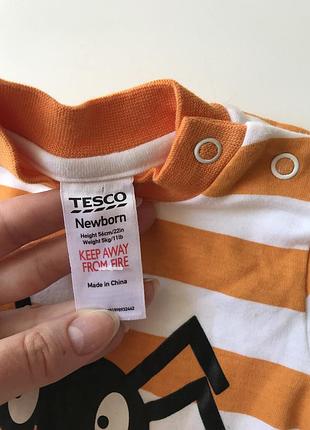 TESCO
Newborn
Height 56cm/22in
Weight 5kg/11lb
KEEP AWAY
FROM FIRE
Made in China